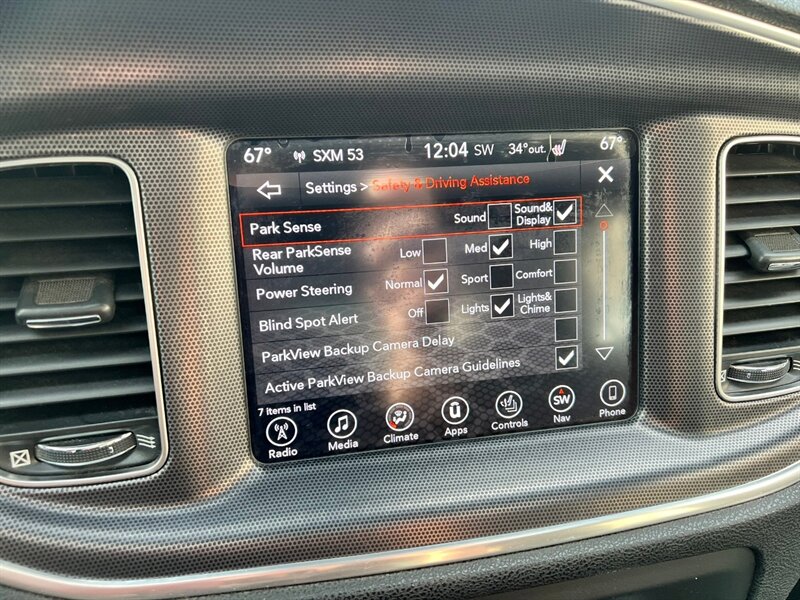 67° SXM 53 12:04 SW 34°out. 67°
Settings > Safety & Driving Assistance
Park Sense Sound Sound& Display
Rear ParkSense Volume Low Med High
Power Steering Normal Sport Comfort
Blind Spot Alert Off Lights Lights& Chime
ParkView Backup Camera Delay
Active ParkView Backup Camera Guidelines
7 items in list
Radio Media Climate Apps Controls SW Nav Phone